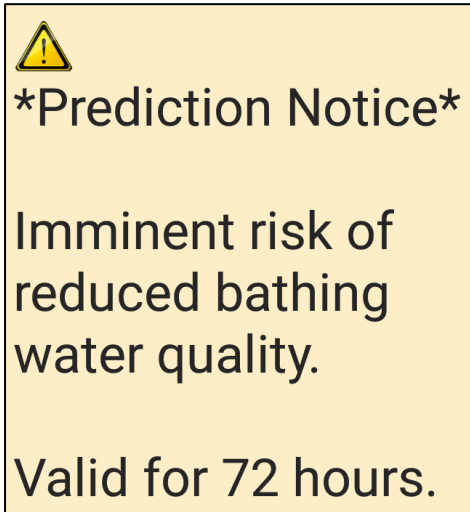 *Prediction Notice*
Imminent risk of
reduced bathing
water quality.
Valid for 72 hours.